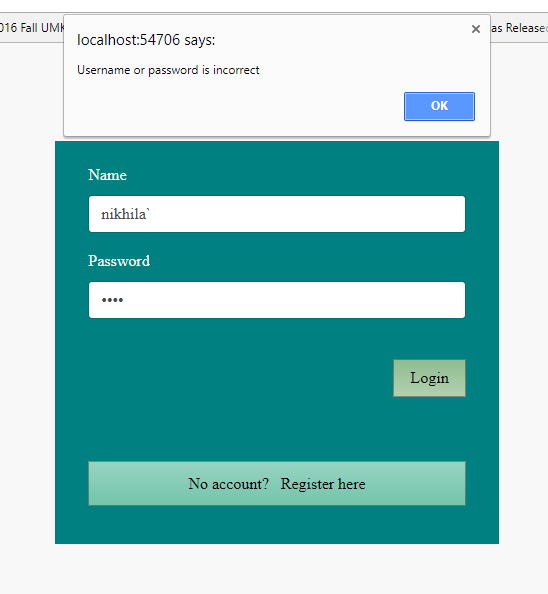 016 Fall UMK
as Released
localhost:54706 says:
Username or password is incorrect
OK
Name
nikhila`
Password
••••
Login
No account? Register here